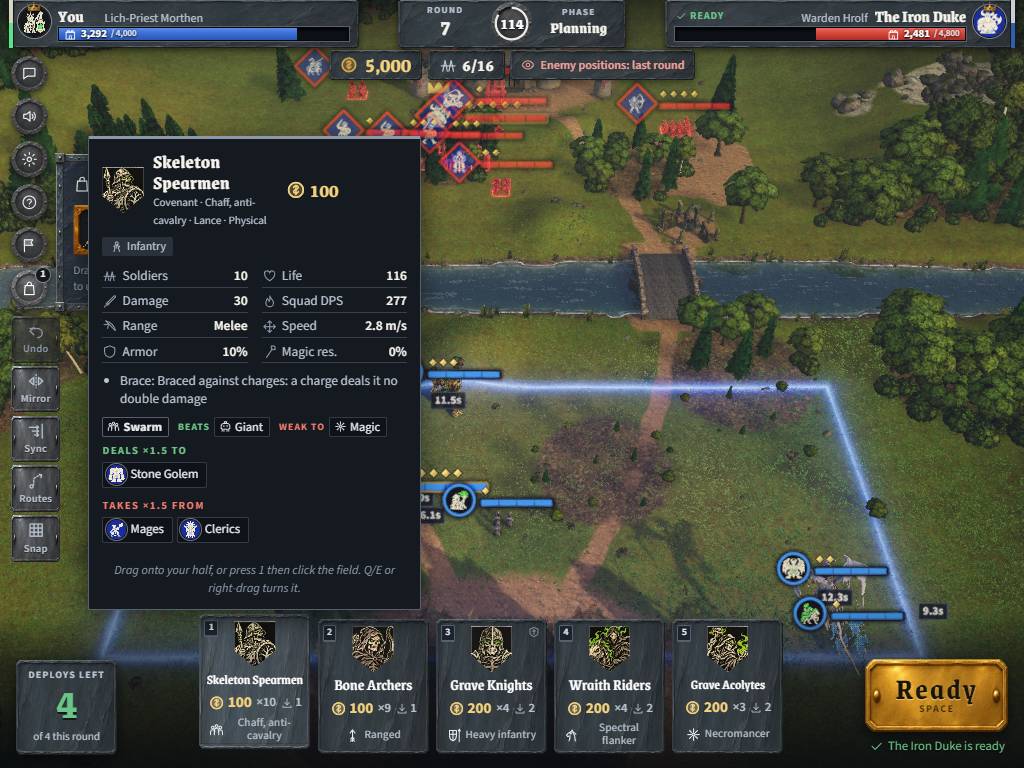 You Lich-Priest Morthen
3,292 / 4,000
ROUND
7
114
PHASE
Planning
READY
Warden Hrolf The Iron Duke
2,481 / 4,800
5,000
6/16
Enemy positions: last round
Skeleton
Spearmen
100
Covenant · Chaff, anti-
cavalry · Lance · Physical
Infantry
Soldiers 10
Life 116
Damage 30
Squad DPS 277
Range Melee
Speed 2.8 m/s
Armor 10%
Magic res. 0%
• Brace: Braced against charges: a charge deals it no
double damage
Swarm BEATS Giant WEAK TO Magic
DEALS ×1.5 TO
Stone Golem
TAKES ×1.5 FROM
Mages Clerics
Drag onto your half, or press 1 then click the field. Q/E or
right-drag turns it.
1
Undo
Mirror
Sync
Routes
Snap
11.5s
6.1s
12.3s
9.3s
DEPLOYS LEFT
4
of 4 this round
1
Skeleton Spearmen
100 ×10 1
Chaff, anti-
cavalry
2
Bone Archers
100 ×9 1
Ranged
3
Grave Knights
200 ×4 2
Heavy infantry
4
Wraith Riders
200 ×4 2
Spectral
flanker
5
Grave Acolytes
200 ×3 2
Necromancer
Ready
SPACE
The Iron Duke is ready